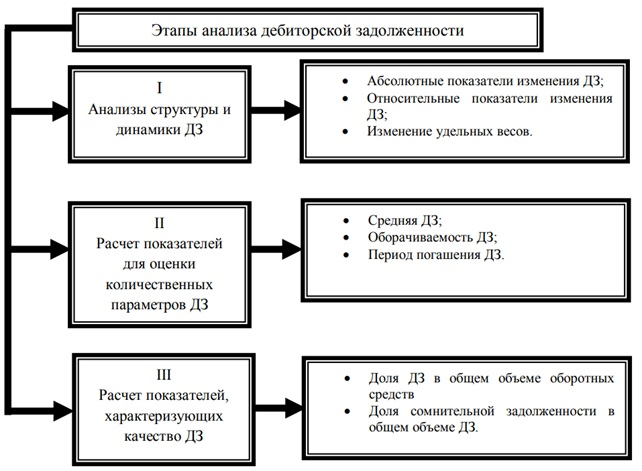 Этапы анализа дебиторской задолженности
I
Анализы структуры и
динамики ДЗ
• Абсолютные показатели изменения ДЗ;
• Относительные показатели изменения
ДЗ;
• Изменение удельных весов.
II
Расчет показателей
для оценки
количественных
параметров ДЗ
• Средняя ДЗ;
• Оборачиваемость ДЗ;
• Период погашения ДЗ.
III
Расчет показателей,
характеризующих
качество ДЗ
• Доля ДЗ в общем объеме оборотных
средств
• Доля сомнительной задолженности в
общем объеме ДЗ.